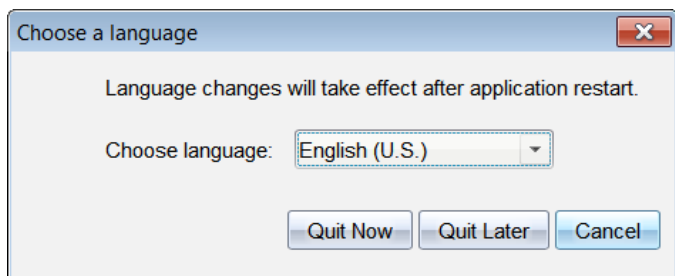 Choose a language
Language changes will take effect after application restart.
Choose language: English (U.S.)
Quit Now Quit Later Cancel